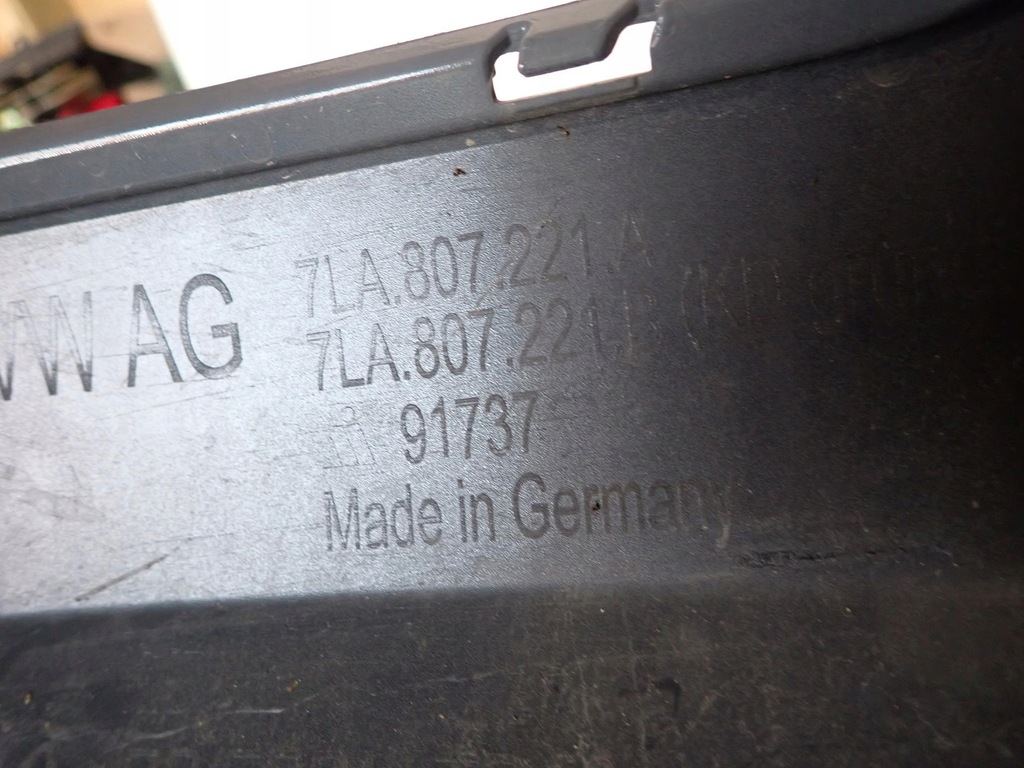 VW AG
7LA.807.221.A
7LA.807.221.B
91737
Made in Germany